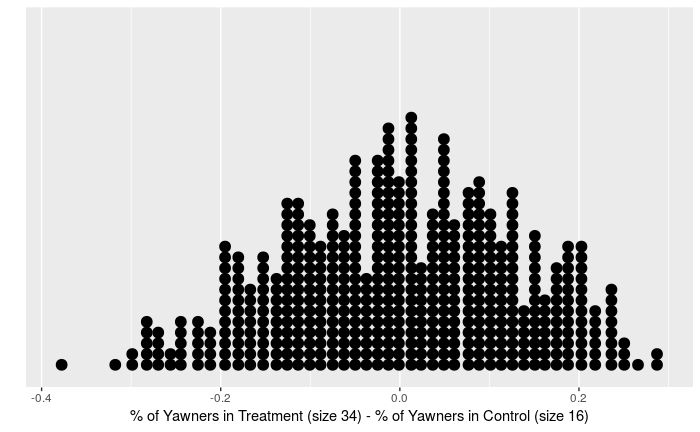 -0.4 -0.2 0.0 0.2
% of Yawners in Treatment (size 34) - % of Yawners in Control (size 16)